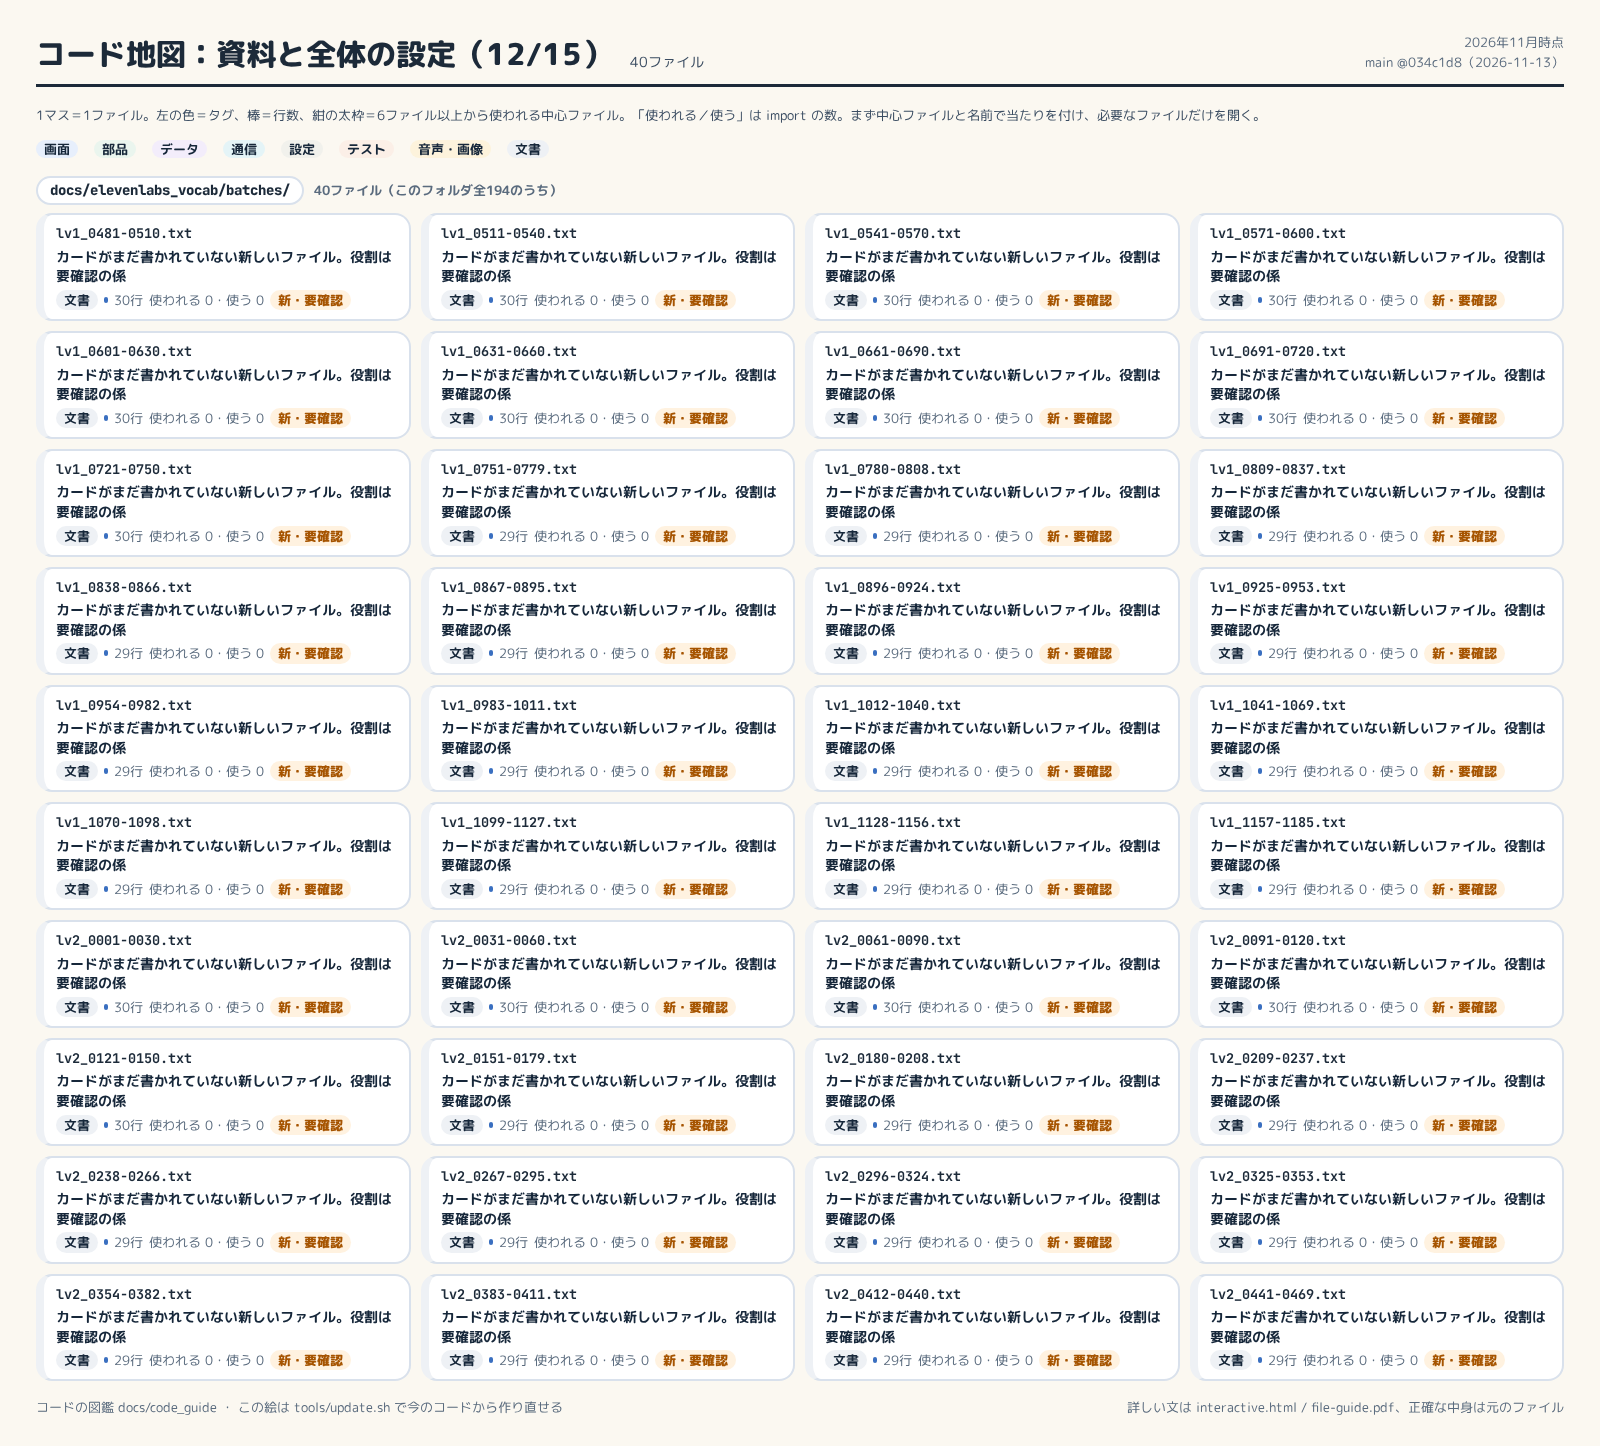 コード地図：資料と全体の設定（12/15） 40ファイル
2026年11月時点
main @034c1d8（2026-11-13）
1マス＝1ファイル。左の色＝タグ、棒＝行数、紺の太枠＝6ファイル以上から使われる中心ファイル。「使われる／使う」は import の数。まず中心ファイルと名前で当たりを付け、必要なファイルだけを開く。
画面 部品 データ 通信 設定 テスト 音声・画像 文書
docs/elevenlabs_vocab/batches/ 40ファイル（このフォルダ全194のうち）
lv1_0481-0510.txt
カードがまだ書かれていない新しいファイル。役割は
要確認の係
文書 30行 使われる 0 · 使う 0 新・要確認
lv1_0511-0540.txt
カードがまだ書かれていない新しいファイル。役割は
要確認の係
文書 30行 使われる 0 · 使う 0 新・要確認
lv1_0541-0570.txt
カードがまだ書かれていない新しいファイル。役割は
要確認の係
文書 30行 使われる 0 · 使う 0 新・要確認
lv1_0571-0600.txt
カードがまだ書かれていない新しいファイル。役割は
要確認の係
文書 30行 使われる 0 · 使う 0 新・要確認
lv1_0601-0630.txt
カードがまだ書かれていない新しいファイル。役割は
要確認の係
文書 30行 使われる 0 · 使う 0 新・要確認
lv1_0631-0660.txt
カードがまだ書かれていない新しいファイル。役割は
要確認の係
文書 30行 使われる 0 · 使う 0 新・要確認
lv1_0661-0690.txt
カードがまだ書かれていない新しいファイル。役割は
要確認の係
文書 30行 使われる 0 · 使う 0 新・要確認
lv1_0691-0720.txt
カードがまだ書かれていない新しいファイル。役割は
要確認の係
文書 30行 使われる 0 · 使う 0 新・要確認
lv1_0721-0750.txt
カードがまだ書かれていない新しいファイル。役割は
要確認の係
文書 30行 使われる 0 · 使う 0 新・要確認
lv1_0751-0779.txt
カードがまだ書かれていない新しいファイル。役割は
要確認の係
文書 29行 使われる 0 · 使う 0 新・要確認
lv1_0780-0808.txt
カードがまだ書かれていない新しいファイル。役割は
要確認の係
文書 29行 使われる 0 · 使う 0 新・要確認
lv1_0809-0837.txt
カードがまだ書かれていない新しいファイル。役割は
要確認の係
文書 29行 使われる 0 · 使う 0 新・要確認
lv1_0838-0866.txt
カードがまだ書かれていない新しいファイル。役割は
要確認の係
文書 29行 使われる 0 · 使う 0 新・要確認
lv1_0867-0895.txt
カードがまだ書かれていない新しいファイル。役割は
要確認の係
文書 29行 使われる 0 · 使う 0 新・要確認
lv1_0896-0924.txt
カードがまだ書かれていない新しいファイル。役割は
要確認の係
文書 29行 使われる 0 · 使う 0 新・要確認
lv1_0925-0953.txt
カードがまだ書かれていない新しいファイル。役割は
要確認の係
文書 29行 使われる 0 · 使う 0 新・要確認
lv1_0954-0982.txt
カードがまだ書かれていない新しいファイル。役割は
要確認の係
文書 29行 使われる 0 · 使う 0 新・要確認
lv1_0983-1011.txt
カードがまだ書かれていない新しいファイル。役割は
要確認の係
文書 29行 使われる 0 · 使う 0 新・要確認
lv1_1012-1040.txt
カードがまだ書かれていない新しいファイル。役割は
要確認の係
文書 29行 使われる 0 · 使う 0 新・要確認
lv1_1041-1069.txt
カードがまだ書かれていない新しいファイル。役割は
要確認の係
文書 29行 使われる 0 · 使う 0 新・要確認
lv1_1070-1098.txt
カードがまだ書かれていない新しいファイル。役割は
要確認の係
文書 29行 使われる 0 · 使う 0 新・要確認
lv1_1099-1127.txt
カードがまだ書かれていない新しいファイル。役割は
要確認の係
文書 29行 使われる 0 · 使う 0 新・要確認
lv1_1128-1156.txt
カードがまだ書かれていない新しいファイル。役割は
要確認の係
文書 29行 使われる 0 · 使う 0 新・要確認
lv1_1157-1185.txt
カードがまだ書かれていない新しいファイル。役割は
要確認の係
文書 29行 使われる 0 · 使う 0 新・要確認
lv2_0001-0030.txt
カードがまだ書かれていない新しいファイル。役割は
要確認の係
文書 30行 使われる 0 · 使う 0 新・要確認
lv2_0031-0060.txt
カードがまだ書かれていない新しいファイル。役割は
要確認の係
文書 30行 使われる 0 · 使う 0 新・要確認
lv2_0061-0090.txt
カードがまだ書かれていない新しいファイル。役割は
要確認の係
文書 30行 使われる 0 · 使う 0 新・要確認
lv2_0091-0120.txt
カードがまだ書かれていない新しいファイル。役割は
要確認の係
文書 30行 使われる 0 · 使う 0 新・要確認
lv2_0121-0150.txt
カードがまだ書かれていない新しいファイル。役割は
要確認の係
文書 30行 使われる 0 · 使う 0 新・要確認
lv2_0151-0179.txt
カードがまだ書かれていない新しいファイル。役割は
要確認の係
文書 29行 使われる 0 · 使う 0 新・要確認
lv2_0180-0208.txt
カードがまだ書かれていない新しいファイル。役割は
要確認の係
文書 29行 使われる 0 · 使う 0 新・要確認
lv2_0209-0237.txt
カードがまだ書かれていない新しいファイル。役割は
要確認の係
文書 29行 使われる 0 · 使う 0 新・要確認
lv2_0238-0266.txt
カードがまだ書かれていない新しいファイル。役割は
要確認の係
文書 29行 使われる 0 · 使う 0 新・要確認
lv2_0267-0295.txt
カードがまだ書かれていない新しいファイル。役割は
要確認の係
文書 29行 使われる 0 · 使う 0 新・要確認
lv2_0296-0324.txt
カードがまだ書かれていない新しいファイル。役割は
要確認の係
文書 29行 使われる 0 · 使う 0 新・要確認
lv2_0325-0353.txt
カードがまだ書かれていない新しいファイル。役割は
要確認の係
文書 29行 使われる 0 · 使う 0 新・要確認
lv2_0354-0382.txt
カードがまだ書かれていない新しいファイル。役割は
要確認の係
文書 29行 使われる 0 · 使う 0 新・要確認
lv2_0383-0411.txt
カードがまだ書かれていない新しいファイル。役割は
要確認の係
文書 29行 使われる 0 · 使う 0 新・要確認
lv2_0412-0440.txt
カードがまだ書かれていない新しいファイル。役割は
要確認の係
文書 29行 使われる 0 · 使う 0 新・要確認
lv2_0441-0469.txt
カードがまだ書かれていない新しいファイル。役割は
要確認の係
文書 29行 使われる 0 · 使う 0 新・要確認
コードの図鑑 docs/code_guide · この絵は tools/update.sh で今のコードから作り直せる
詳しい文は interactive.html / file-guide.pdf、正確な中身は元のファイル